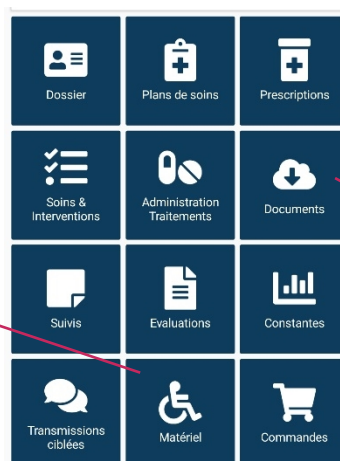 Dossier
Plans de soins
Prescriptions
Soins &
Interventions
Administration
Traitements
Documents
Suivis
Evaluations
Constantes
Transmissions
ciblées
Matériel
Commandes